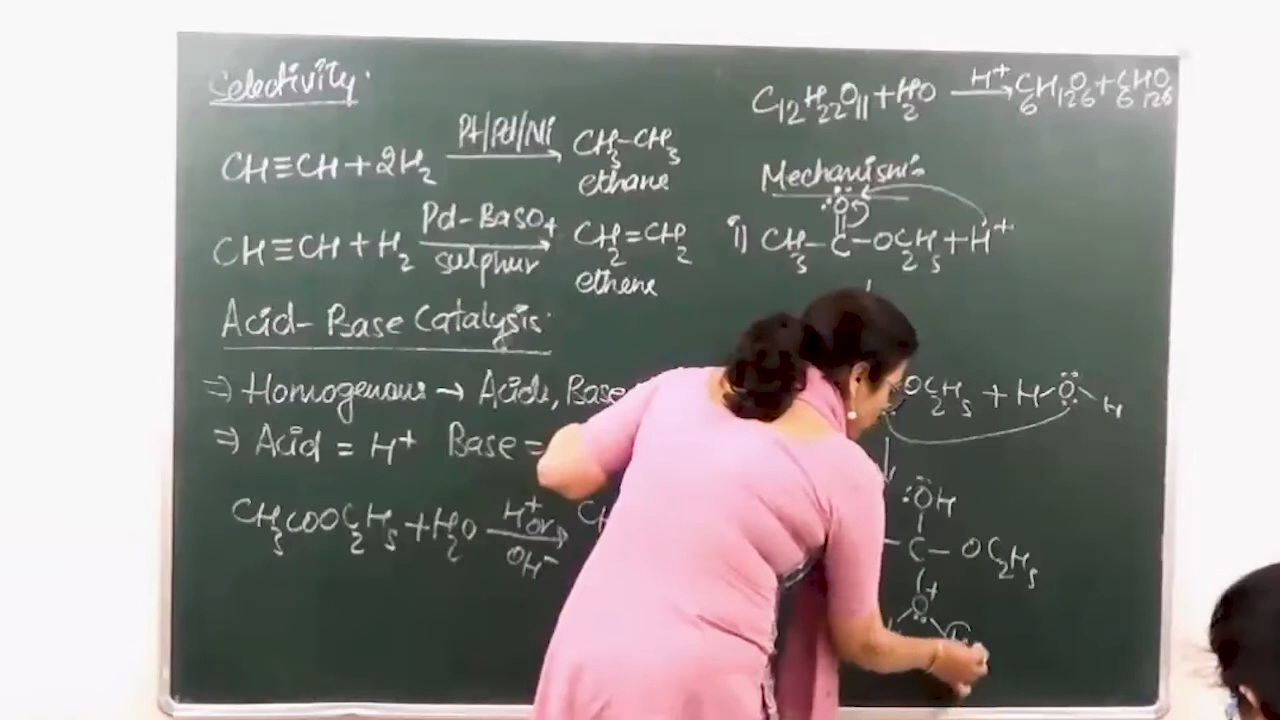 Selectivity.
CH≡CH + 2H₂ —Pt/Pd/Ni→ CH₃–CH₃
ethane
CH≡CH + H₂ —Pd-BaSO₄/sulphur→ CH₂=CH₂
ethene
Acid-Base Catalysis.
⇒ Homogenous → Acids, Base
⇒ Acid = H⁺ Base =
CH₃COOC₂H₅ + H₂O —H⁺ or OH⁻→ CH
C₁₂H₂₂O₁₁ + H₂O —H⁺→ C₆H₁₂O₆ + C₆H₁₂O₆
Mechanism:
:Ö
i) CH₃–C–OC₂H₅ + H⁺
OC₂H₅ + H–Ö–H
:ÖH
–C–OC₂H₅
O⁺